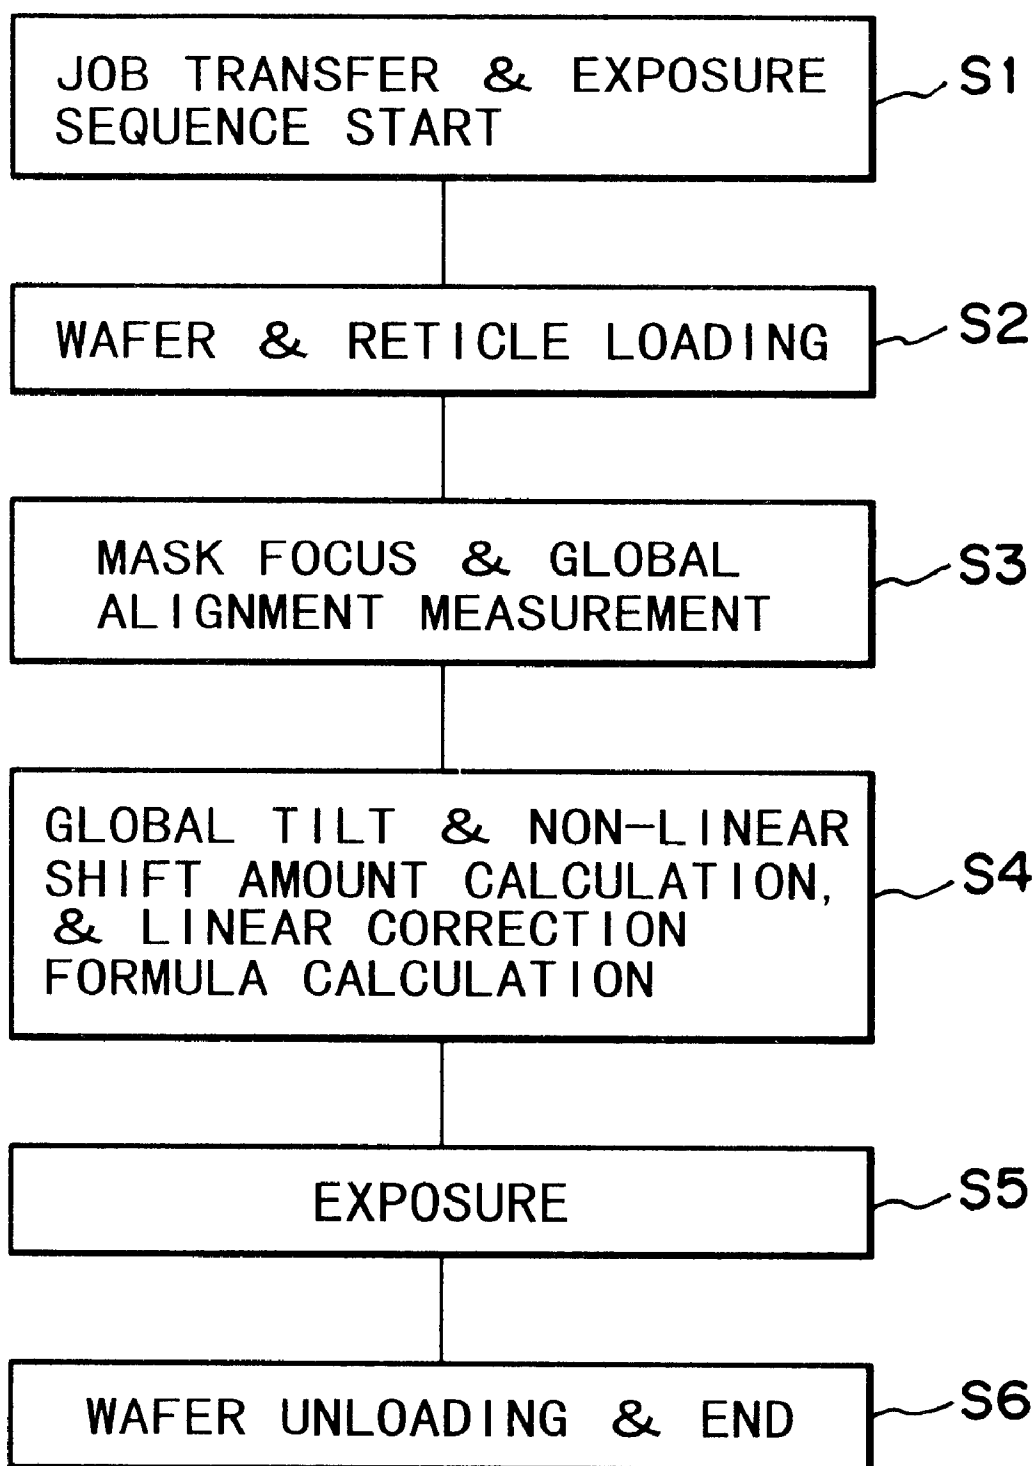 JOB TRANSFER & EXPOSURE
SEQUENCE START
S1
WAFER & RETICLE LOADING
S2
MASK FOCUS & GLOBAL
ALIGNMENT MEASUREMENT
S3
GLOBAL TILT & NON-LINEAR
SHIFT AMOUNT CALCULATION,
& LINEAR CORRECTION
FORMULA CALCULATION
S4
EXPOSURE
S5
WAFER UNLOADING & END
S6